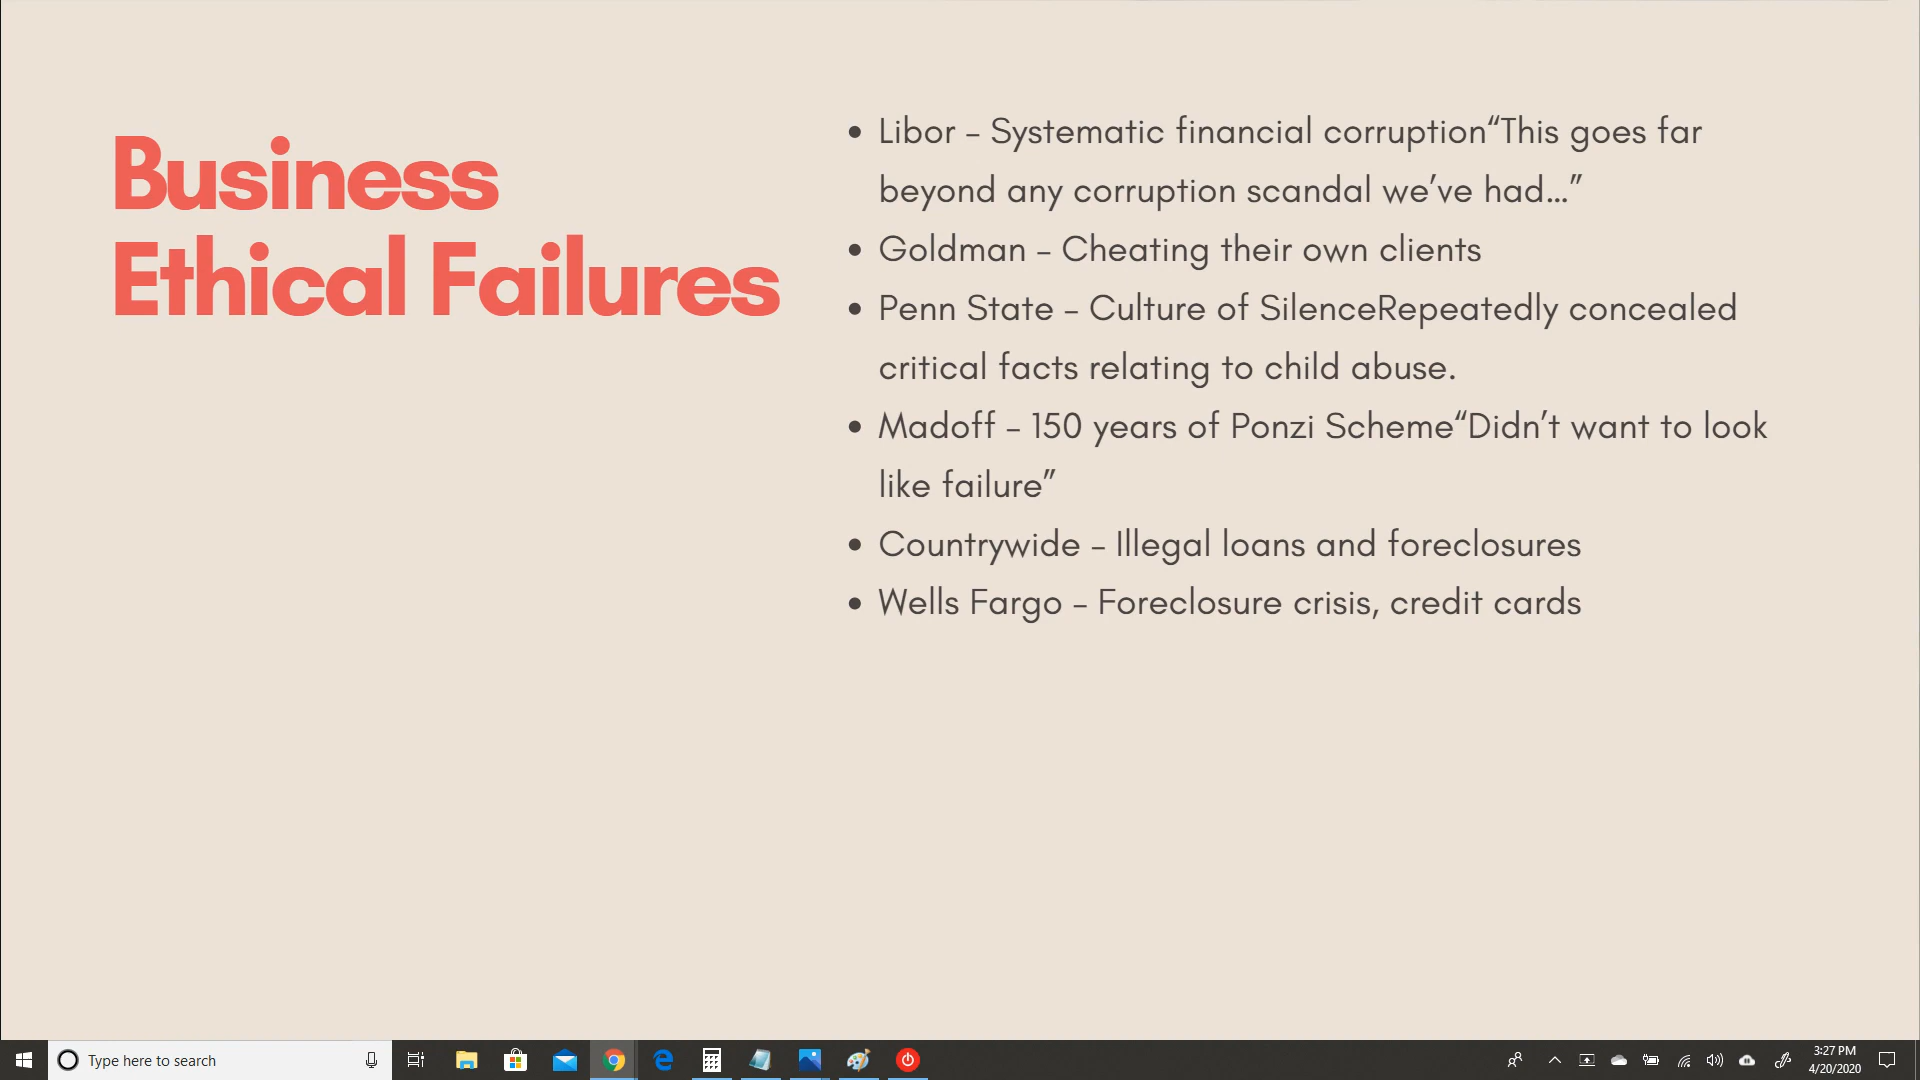 Business
Ethical Failures
• Libor – Systematic financial corruption“This goes far
beyond any corruption scandal we’ve had…”
• Goldman – Cheating their own clients
• Penn State – Culture of SilenceRepeatedly concealed
critical facts relating to child abuse.
• Madoff – 150 years of Ponzi Scheme“Didn’t want to look
like failure”
• Countrywide – Illegal loans and foreclosures
• Wells Fargo – Foreclosure crisis, credit cards
Type here to search
3:27 PM
4/20/2020